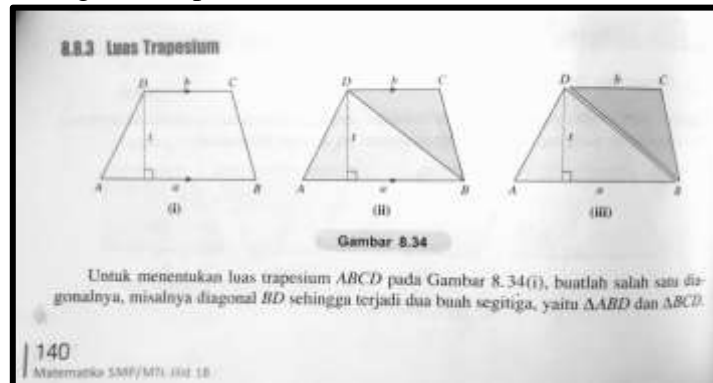 8.8.3 Luas Trapesium
D b C D b C D b C
t t t
A a B A a B A a B
(i) (ii) (iii)
Gambar 8.34
Untuk menentukan luas trapesium ABCD pada Gambar 8.34(i), buatlah salah satu dia-
gonalnya, misalnya diagonal BD sehingga terjadi dua buah segitiga, yaitu ΔABD dan ΔBCD.
140
Matematika SMP/MTs Jilid 1B